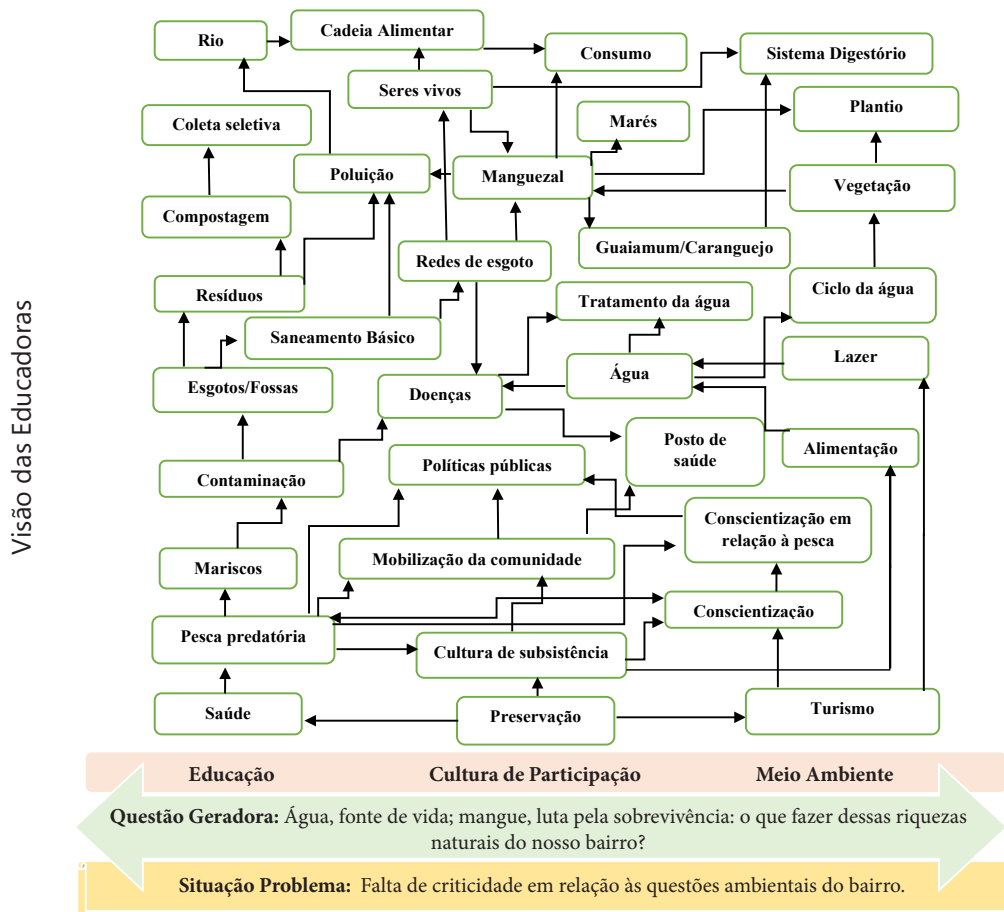 Rio
Cadeia Alimentar
Consumo
Sistema Digestório
Seres vivos
Plantio
Coleta seletiva
Marés
Poluição
Manguezal
Vegetação
Compostagem
Guaiamum/Caranguejo
Redes de esgoto
Resíduos
Ciclo da água
Tratamento da água
Saneamento Básico
Lazer
Esgotos/Fossas
Doenças
Água
Posto de
saúde
Alimentação
Políticas públicas
Contaminação
Conscientização em
relação à pesca
Mobilização da comunidade
Mariscos
Conscientização
Pesca predatória
Cultura de subsistência
Saúde
Preservação
Turismo
Visão das Educadoras
Educação
Cultura de Participação
Meio Ambiente
Questão Geradora: Água, fonte de vida; mangue, luta pela sobrevivência: o que fazer dessas riquezas
naturais do nosso bairro?
Situação Problema: Falta de criticidade em relação às questões ambientais do bairro.